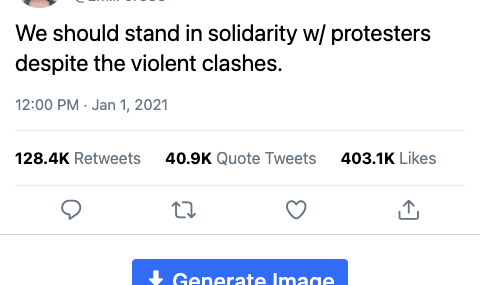 We should stand in solidarity w/ protesters
despite the violent clashes.
12:00 PM · Jan 1, 2021
128.4K Retweets 40.9K Quote Tweets 403.1K Likes
Generate Image